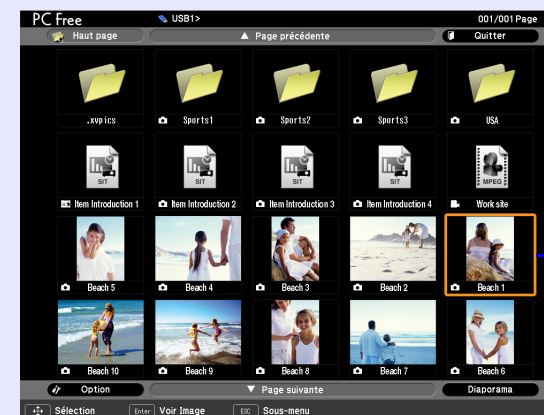 PC Free USB1> 001/001 Page
Haut page Page précédente Quitter
.xvpics Sports1 Sports2 Sports3 USA
SIT SIT SIT SIT MPEG
Item Introduction 1 Item Introduction 2 Item Introduction 3 Item Introduction 4 Work site
Beach 5 Beach 4 Beach 3 Beach 2 Beach 1
Beach 10 Beach 9 Beach 8 Beach 7 Beach 6
Option Page suivante Diaporama
Sélection Enter Voir Image ESC Sous-menu